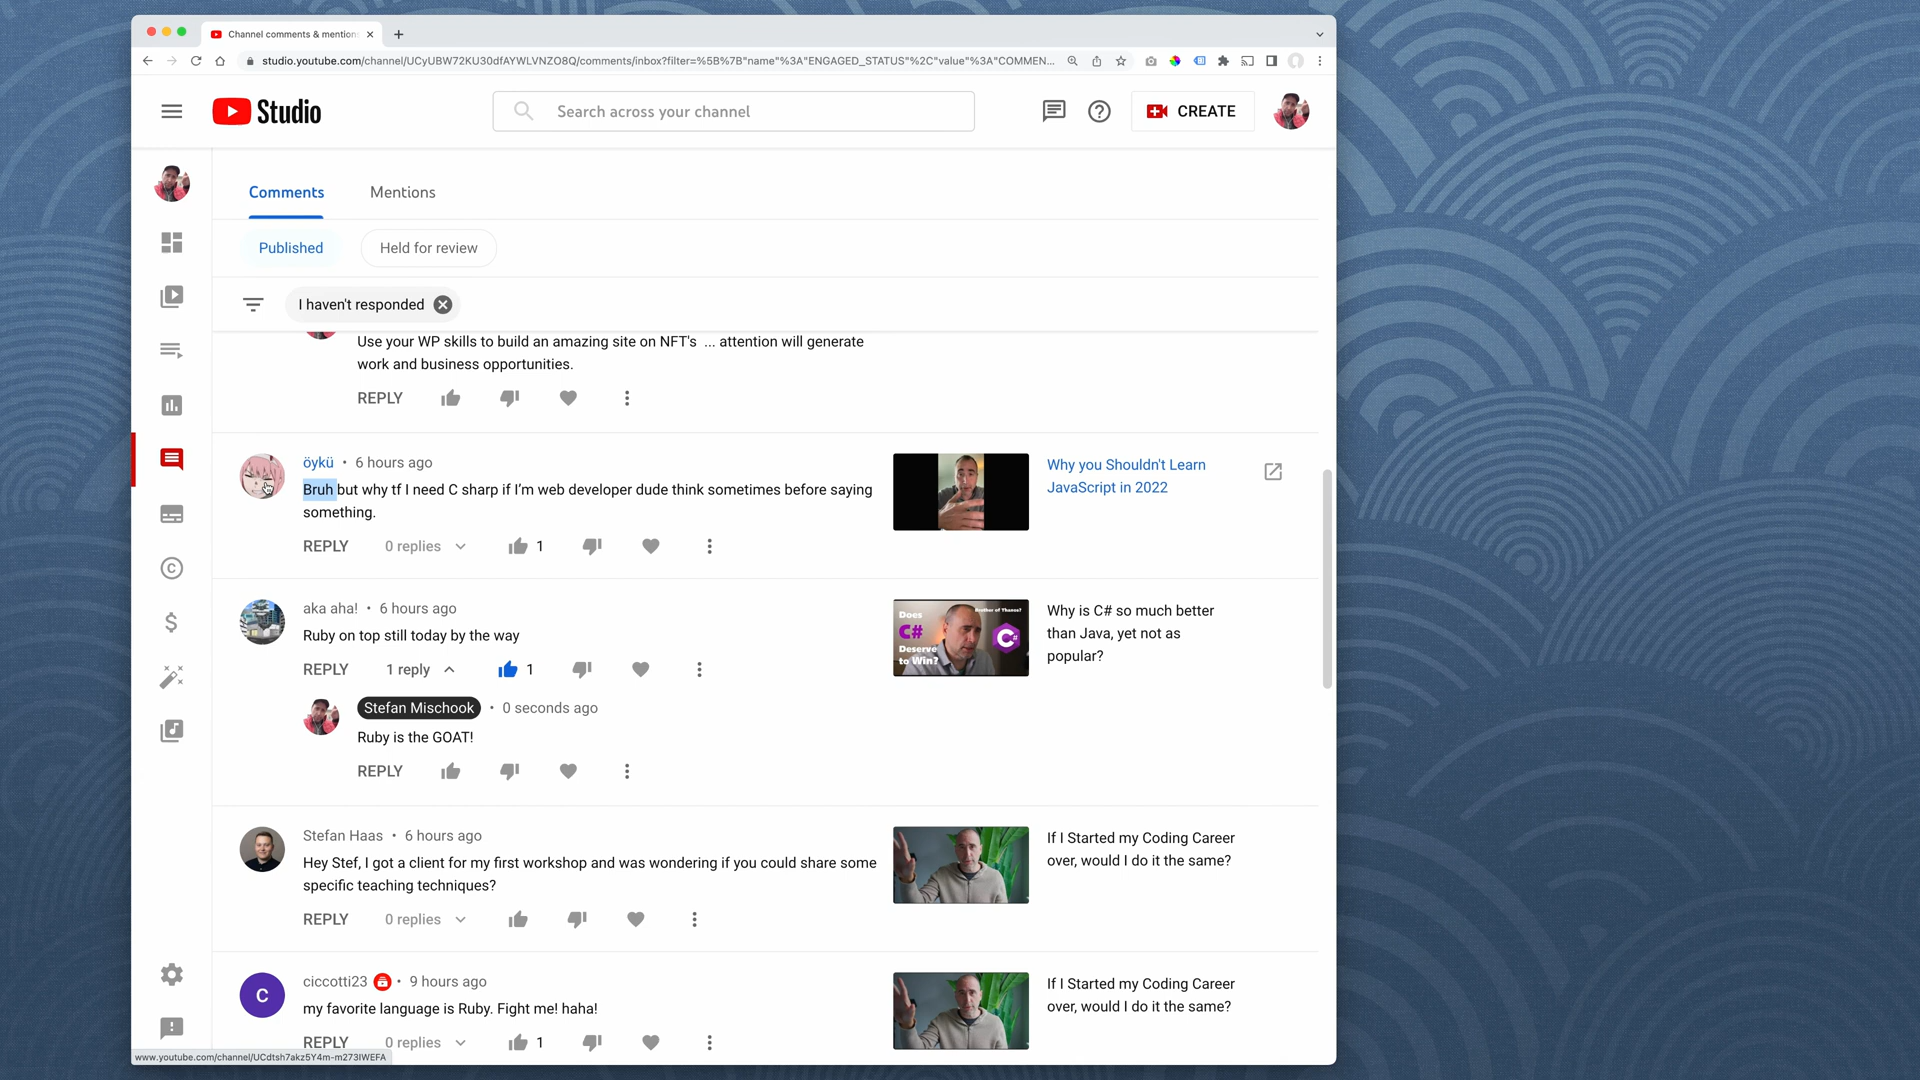 Channel comments & mention
studio.youtube.com/channel/UCyUBW72KU30dfAYWLVNZO8Q/comments/inbox?filter=%5B%7B"name"%3A"ENGAGED_STATUS"%2C"value"%3A"COMMEN...
Studio
Search across your channel
CREATE
Comments
Mentions
Published
Held for review
I haven't responded
Use your WP skills to build an amazing site on NFT's ... attention will generate
work and business opportunities.
REPLY
öykü • 6 hours ago
Bruh but why tf I need C sharp if I'm web developer dude think sometimes before saying
something.
REPLY 0 replies 1
Why you Shouldn't Learn
JavaScript in 2022
aka aha! • 6 hours ago
Ruby on top still today by the way
REPLY 1 reply 1
Does
C#
Deserve
to Win?
Brother of Thanos?
C#
Why is C# so much better
than Java, yet not as
popular?
Stefan Mischook • 0 seconds ago
Ruby is the GOAT!
REPLY
Stefan Haas • 6 hours ago
Hey Stef, I got a client for my first workshop and was wondering if you could share some
specific teaching techniques?
REPLY 0 replies
If I Started my Coding Career
over, would I do it the same?
C
ciccotti23 • 9 hours ago
my favorite language is Ruby. Fight me! haha!
REPLY 0 replies 1
If I Started my Coding Career
over, would I do it the same?
www.youtube.com/channel/UCdtsh7akz5Y4m-m273IWEFA